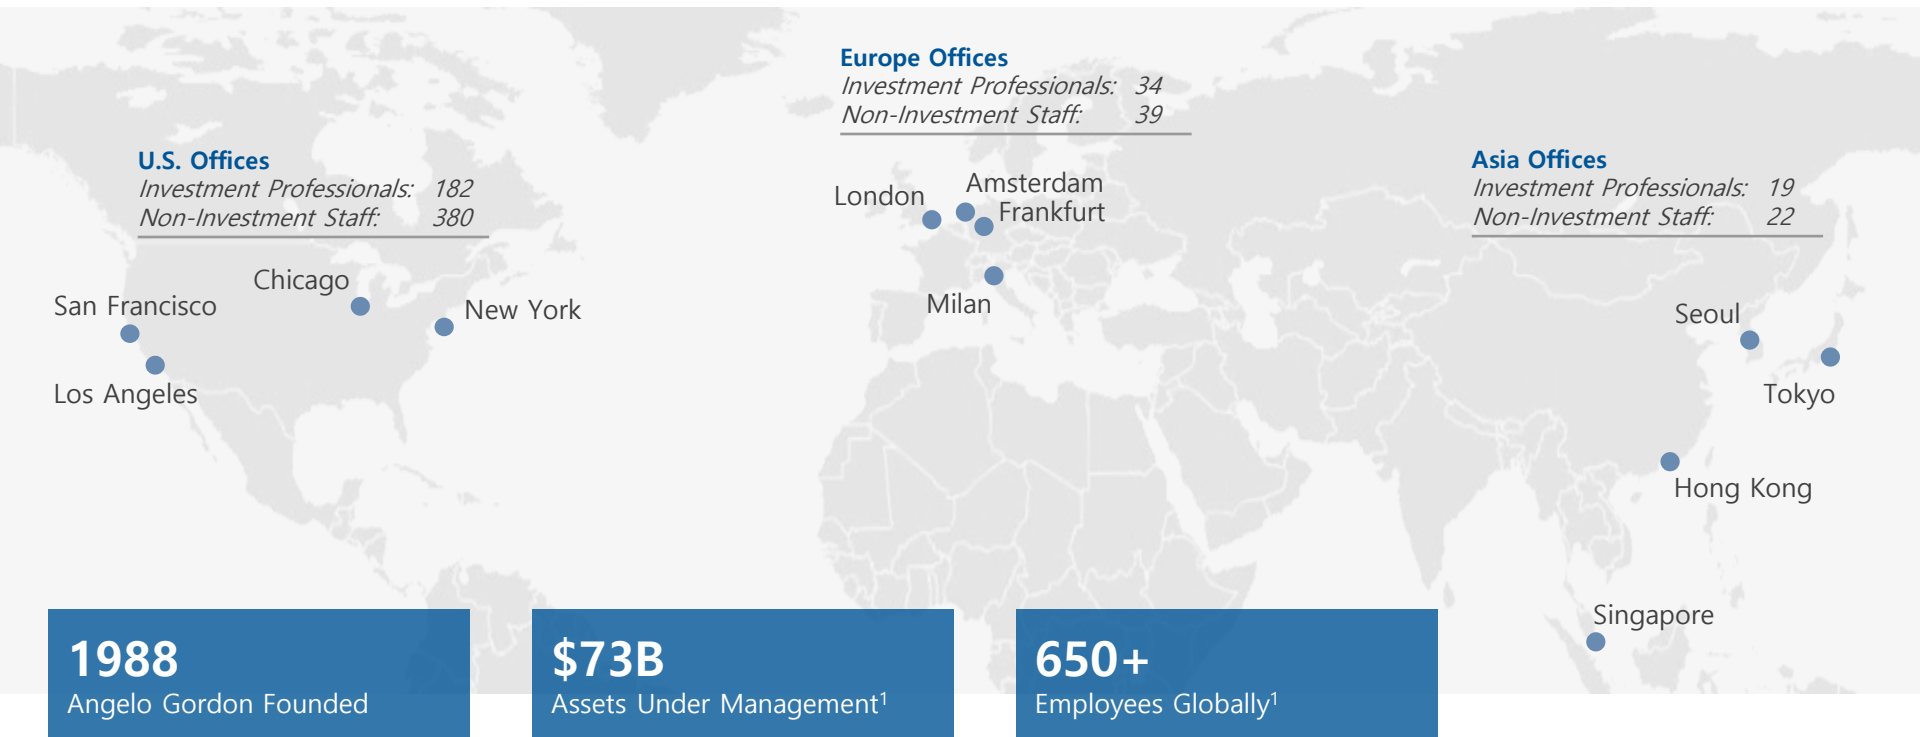 Europe Offices
Investment Professionals: 34
Non-Investment Staff: 39
U.S. Offices
Investment Professionals: 182
Non-Investment Staff: 380
Asia Offices
Investment Professionals: 19
Non-Investment Staff: 22
London
Amsterdam
Frankfurt
Milan
Chicago
San Francisco
New York
Los Angeles
Seoul
Tokyo
Hong Kong
Singapore
1988
Angelo Gordon Founded
$73B
Assets Under Management¹
650+
Employees Globally¹